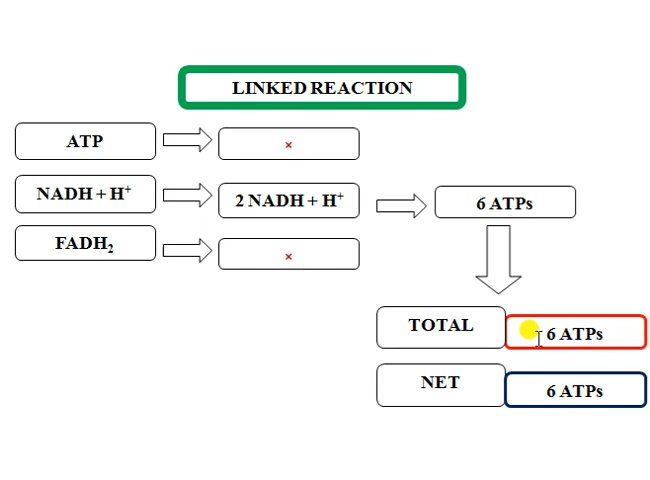 LINKED REACTION
ATP
×
NADH + H⁺
2 NADH + H⁺
6 ATPs
FADH₂
×
TOTAL
6 ATPs
NET
6 ATPs